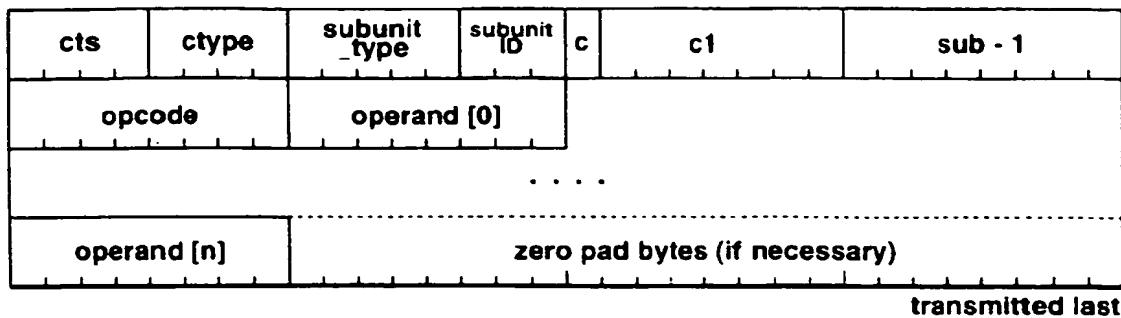 cts ctype subunit _type subunit ID c c1 sub - 1
opcode operand [0]
. . . .
operand [n] zero pad bytes (if necessary)
transmitted last